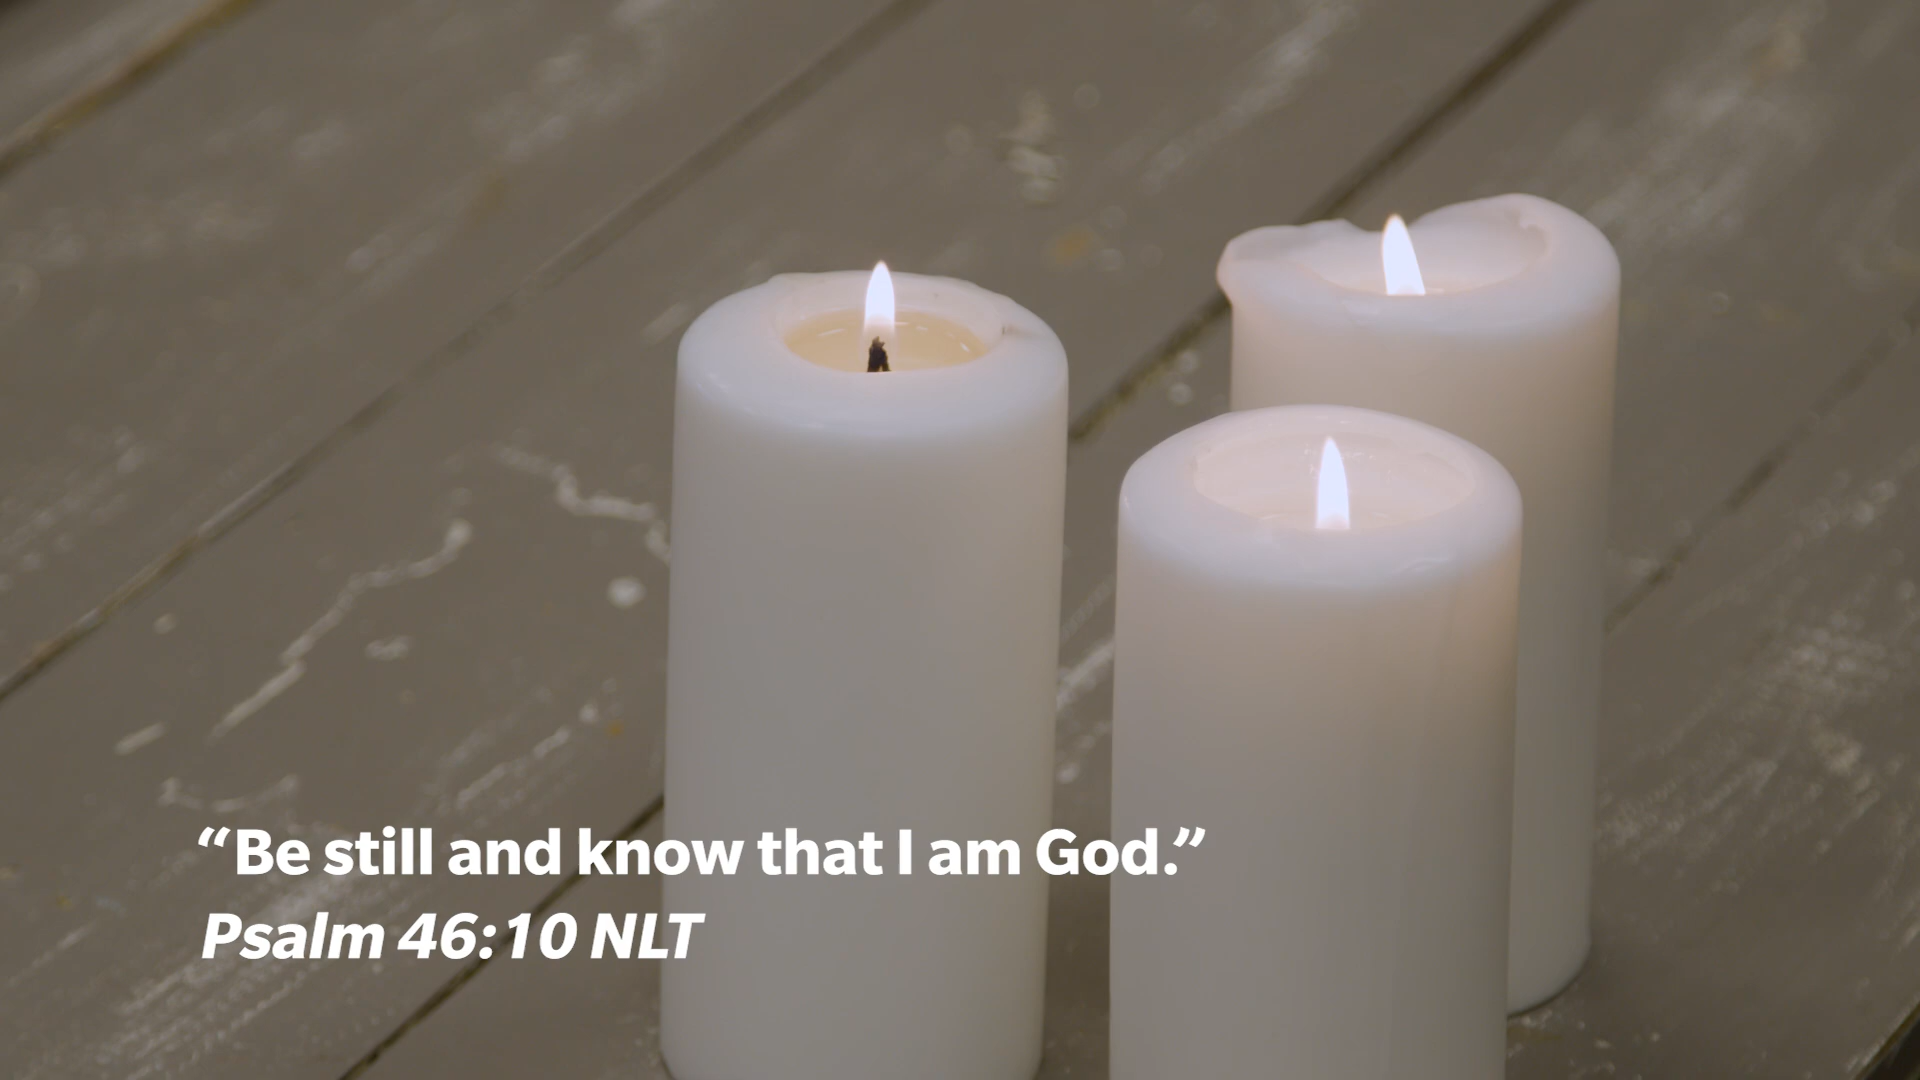 “Be still and know that I am God.”
Psalm 46:10 NLT